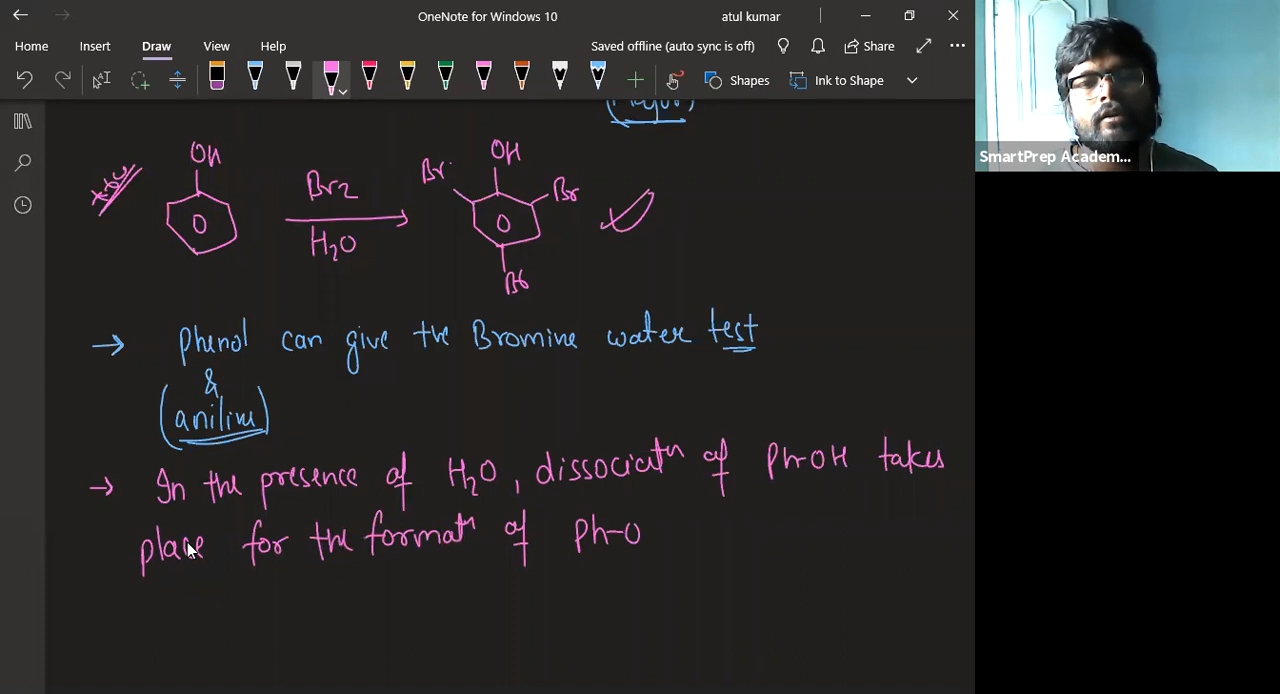 OneNote for Windows 10
atul kumar
Home Insert Draw View Help
Saved offline (auto sync is off)
Share
Shapes
Ink to Shape
SmartPrep Academ...
OH
Br2
H2O
OH
Br
Br
Br
→ phenol can give the Bromine water test
&
(aniline)
→ In the presence of H2O, dissociatn of Ph-OH takes
place for the formatn of Ph-O